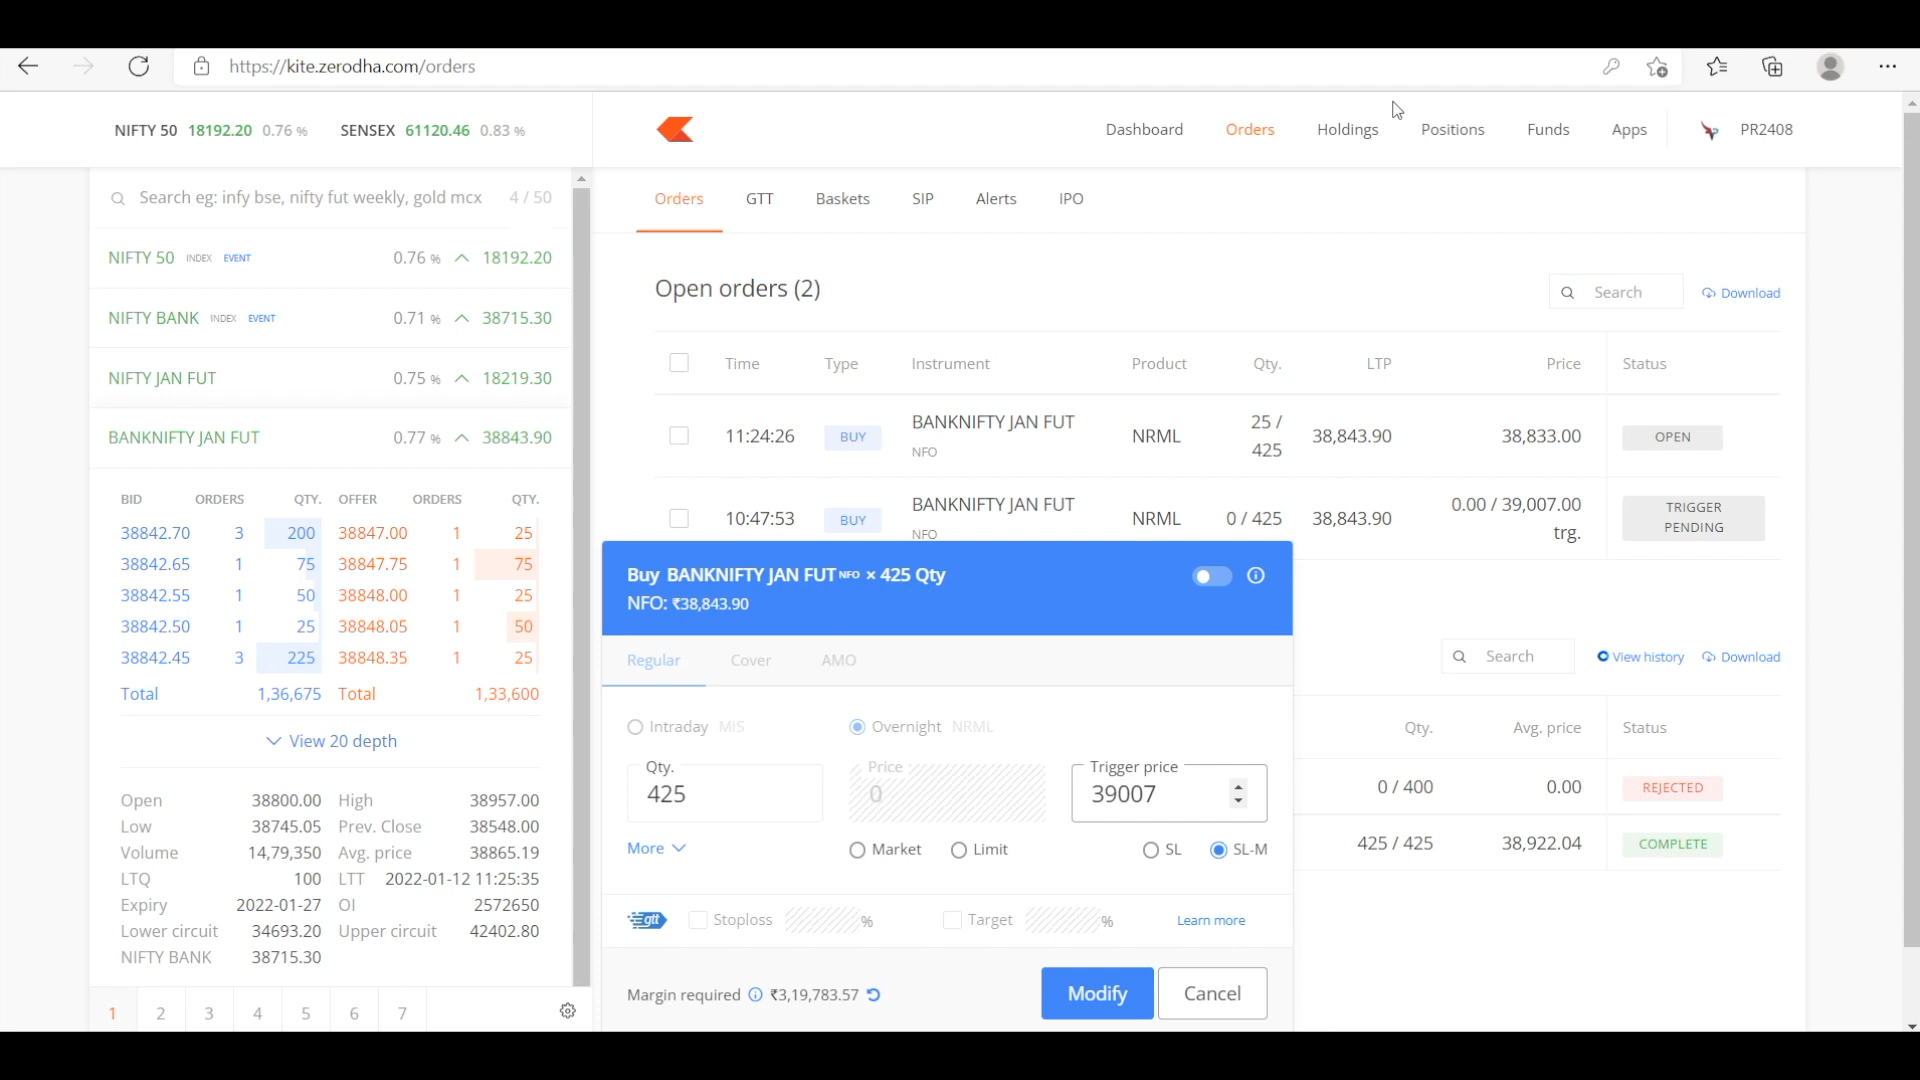 https://kite.zerodha.com/orders
NIFTY 50 18192.20 0.76 % SENSEX 61120.46 0.83 %
Dashboard Orders Holdings Positions Funds Apps PR2408
Search eg: infy bse, nifty fut weekly, gold mcx 4 / 50
NIFTY 50 INDEX EVENT 0.76 % 18192.20
NIFTY BANK INDEX EVENT 0.71 % 38715.30
NIFTY JAN FUT 0.75 % 18219.30
BANKNIFTY JAN FUT 0.77 % 38843.90
BID ORDERS QTY. OFFER ORDERS QTY.
38842.70 3 200 38847.00 1 25
38842.65 1 75 38847.75 1 75
38842.55 1 50 38848.00 1 25
38842.50 1 25 38848.05 1 50
38842.45 3 225 38848.35 1 25
Total 1,36,675 Total 1,33,600
View 20 depth
Open 38800.00 High 38957.00
Low 38745.05 Prev. Close 38548.00
Volume 14,79,350 Avg. price 38865.19
LTQ 100 LTT 2022-01-12 11:25:35
Expiry 2022-01-27 OI 2572650
Lower circuit 34693.20 Upper circuit 42402.80
NIFTY BANK 38715.30
1 2 3 4 5 6 7
Orders GTT Baskets SIP Alerts IPO
Open orders (2) Search Download
Time Type Instrument Product Qty. LTP Price Status
11:24:26 BUY BANKNIFTY JAN FUT NFO NRML 25 / 425 38,843.90 38,833.00 OPEN
10:47:53 BUY BANKNIFTY JAN FUT NFO NRML 0 / 425 38,843.90 0.00 / 39,007.00 trg. TRIGGER PENDING
Buy BANKNIFTY JAN FUT NFO × 425 Qty
NFO: ₹38,843.90
Regular Cover AMO
Intraday MIS Overnight NRML
Qty. Price Trigger price
425 0 39007
More Market Limit SL SL-M
gtt Stoploss % Target % Learn more
Margin required ₹3,19,783.57 Modify Cancel
Search View history Download
Qty. Avg. price Status
0 / 400 0.00 REJECTED
425 / 425 38,922.04 COMPLETE